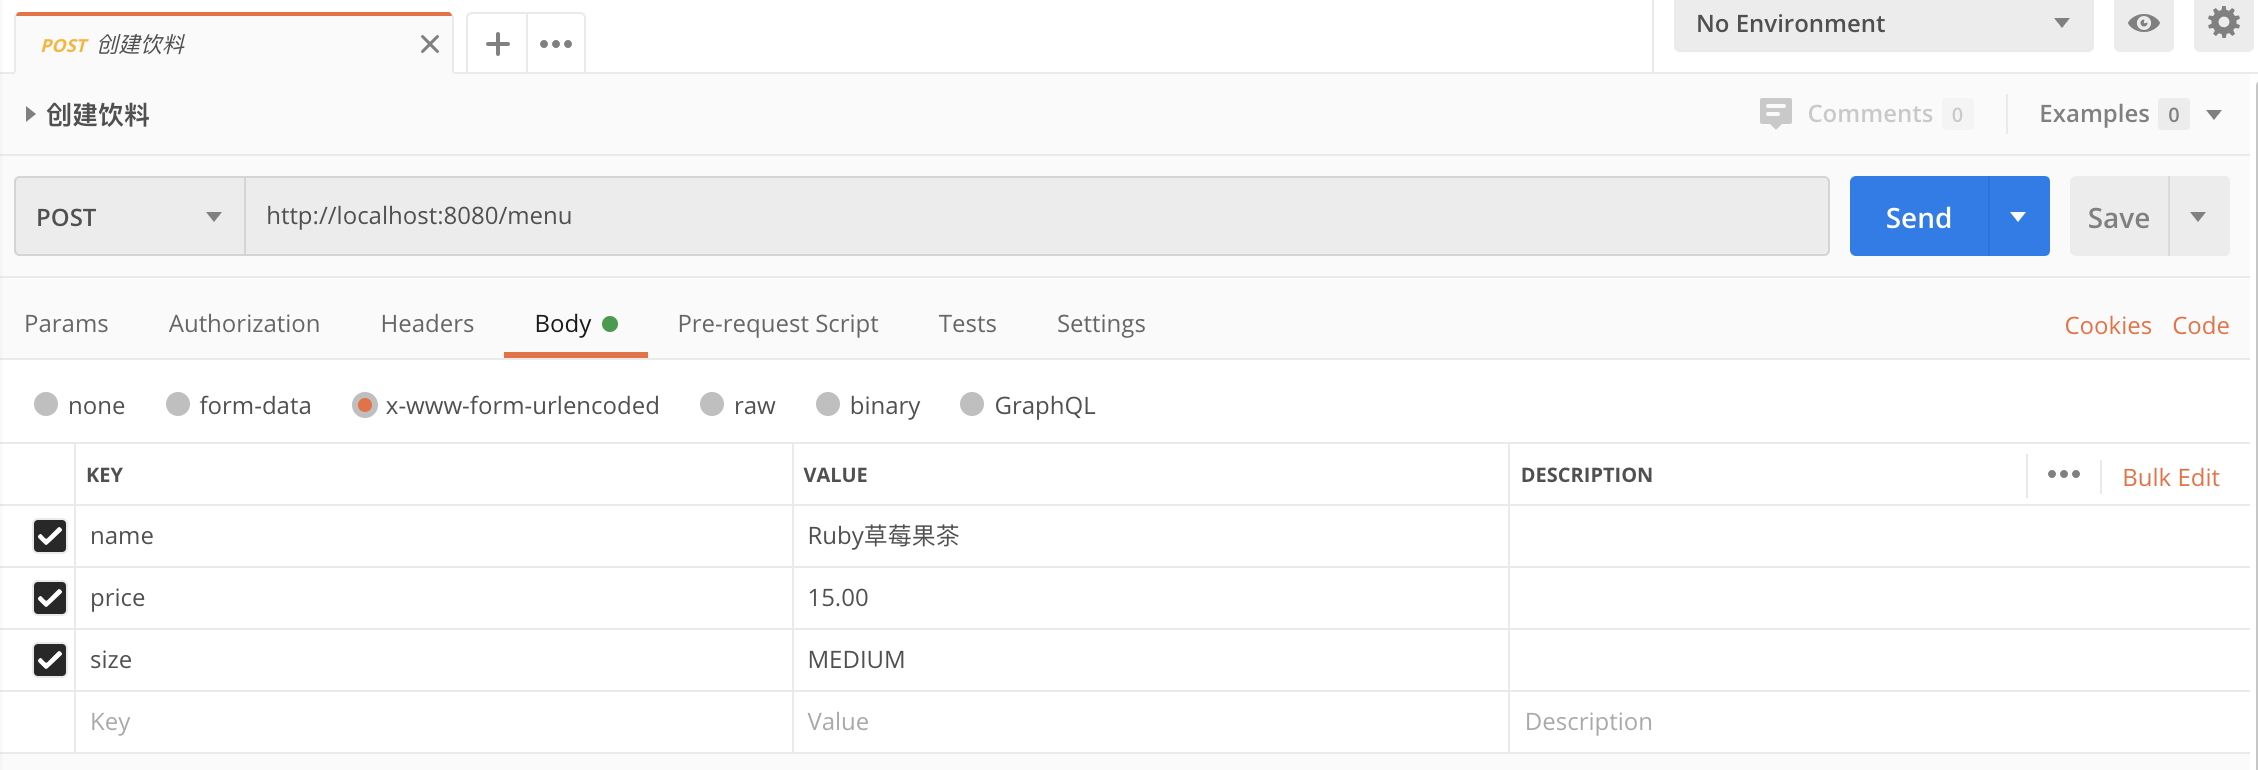 POST 创建饮料
No Environment
创建饮料
Comments 0
Examples 0
POST
http://localhost:8080/menu
Send
Save
Params Authorization Headers Body Pre-request Script Tests Settings
Cookies Code
none form-data x-www-form-urlencoded raw binary GraphQL
KEY VALUE DESCRIPTION Bulk Edit
name Ruby草莓果茶
price 15.00
size MEDIUM
Key Value Description